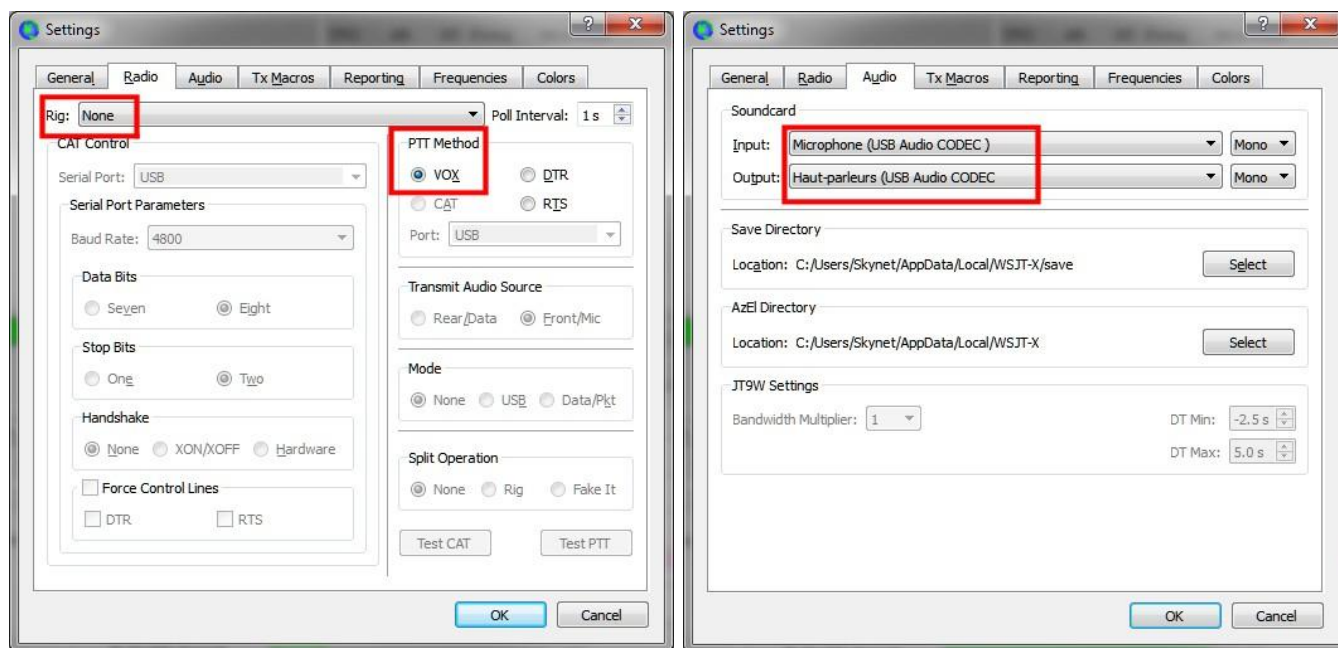 Settings
General Radio Audio Tx Macros Reporting Frequencies Colors
Rig: None Poll Interval: 1 s
CAT Control
Serial Port: USB
Serial Port Parameters
Baud Rate: 4800
Data Bits
Seven Eight
Stop Bits
One Two
Handshake
None XON/XOFF Hardware
Force Control Lines
DTR RTS
PTT Method
VOX DTR
CAT RTS
Port: USB
Transmit Audio Source
Rear/Data Front/Mic
Mode
None USB Data/Pkt
Split Operation
None Rig Fake It
Test CAT Test PTT
OK Cancel
Settings
General Radio Audio Tx Macros Reporting Frequencies Colors
Soundcard
Input: Microphone (USB Audio CODEC ) Mono
Output: Haut-parleurs (USB Audio CODEC Mono
Save Directory
Location: C:/Users/Skynet/AppData/Local/WSJT-X/save Select
AzEl Directory
Location: C:/Users/Skynet/AppData/Local/WSJT-X Select
JT9W Settings
Bandwidth Multiplier: 1 DT Min: -2.5 s
DT Max: 5.0 s
OK Cancel